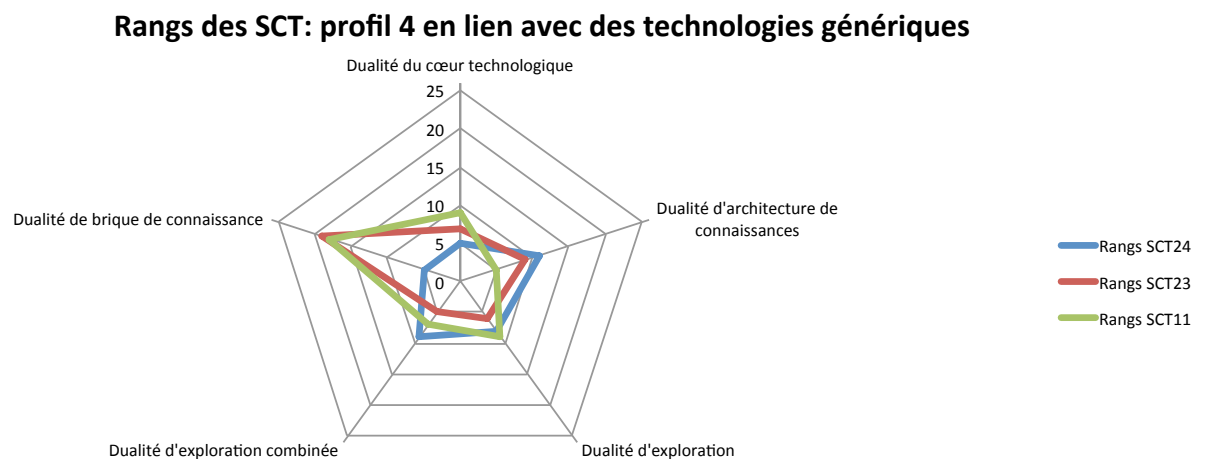 Rangs des SCT: profil 4 en lien avec des technologies génériques
Dualité du cœur technologique
25
20
15
10
5
0
Dualité de brique de connaissance
Dualité d'architecture de
connaissances
Dualité d'exploration combinée
Dualité d'exploration
Rangs SCT24
Rangs SCT23
Rangs SCT11